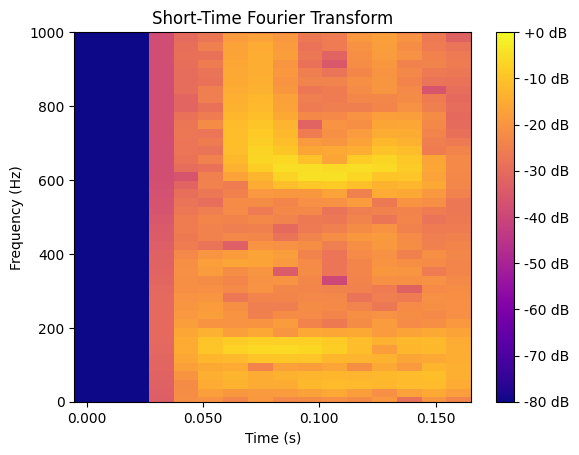 Short-Time Fourier Transform
1000
800
600
400
200
0
Frequency (Hz)
0.000
0.050
0.100
0.150
Time (s)
+0 dB
-10 dB
-20 dB
-30 dB
-40 dB
-50 dB
-60 dB
-70 dB
-80 dB